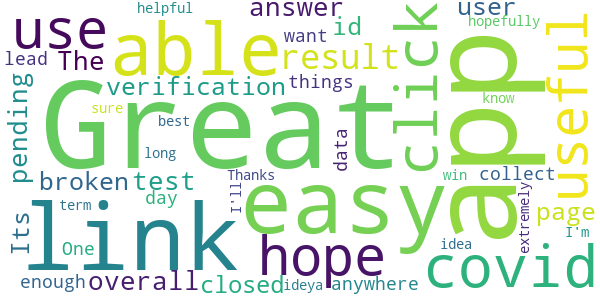 helpful
answer
user
use
able
click
app
useful
id
want
hopefully
lead
The
result
pending
verification
things
Great
know
sure
best
long
data
broken
test
Thanks
win
collect
day
I'll
easy
extremely
page
Its
term
link
One
hope
idea
I'm
covid
enough
overall
closed
ideya
anywhere